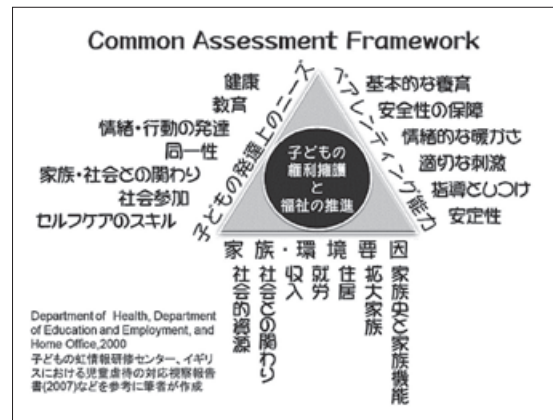 Common Assessment Framework
健康
教育
情緒・行動の発達
同一性
家族・社会との関わり
社会参加
セルフケアのスキル
子どもの発達上のニーズ
ペアレンティング能力
基本的な養育
安全性の保障
情緒的な暖かさ
適切な刺激
指導としつけ
安定性
子どもの
権利擁護
と
福祉の推進
家族・環境要因
社会的資源
社会との関わり
収入
就労
住居
拡大家族
家族史と家族機能
Department of Health, Department
of Education and Employment, and
Home Office,2000
子どもの虹情報研修センター、イギリ
スにおける児童虐待の対応視察報告
書(2007)などを参考に筆者が作成